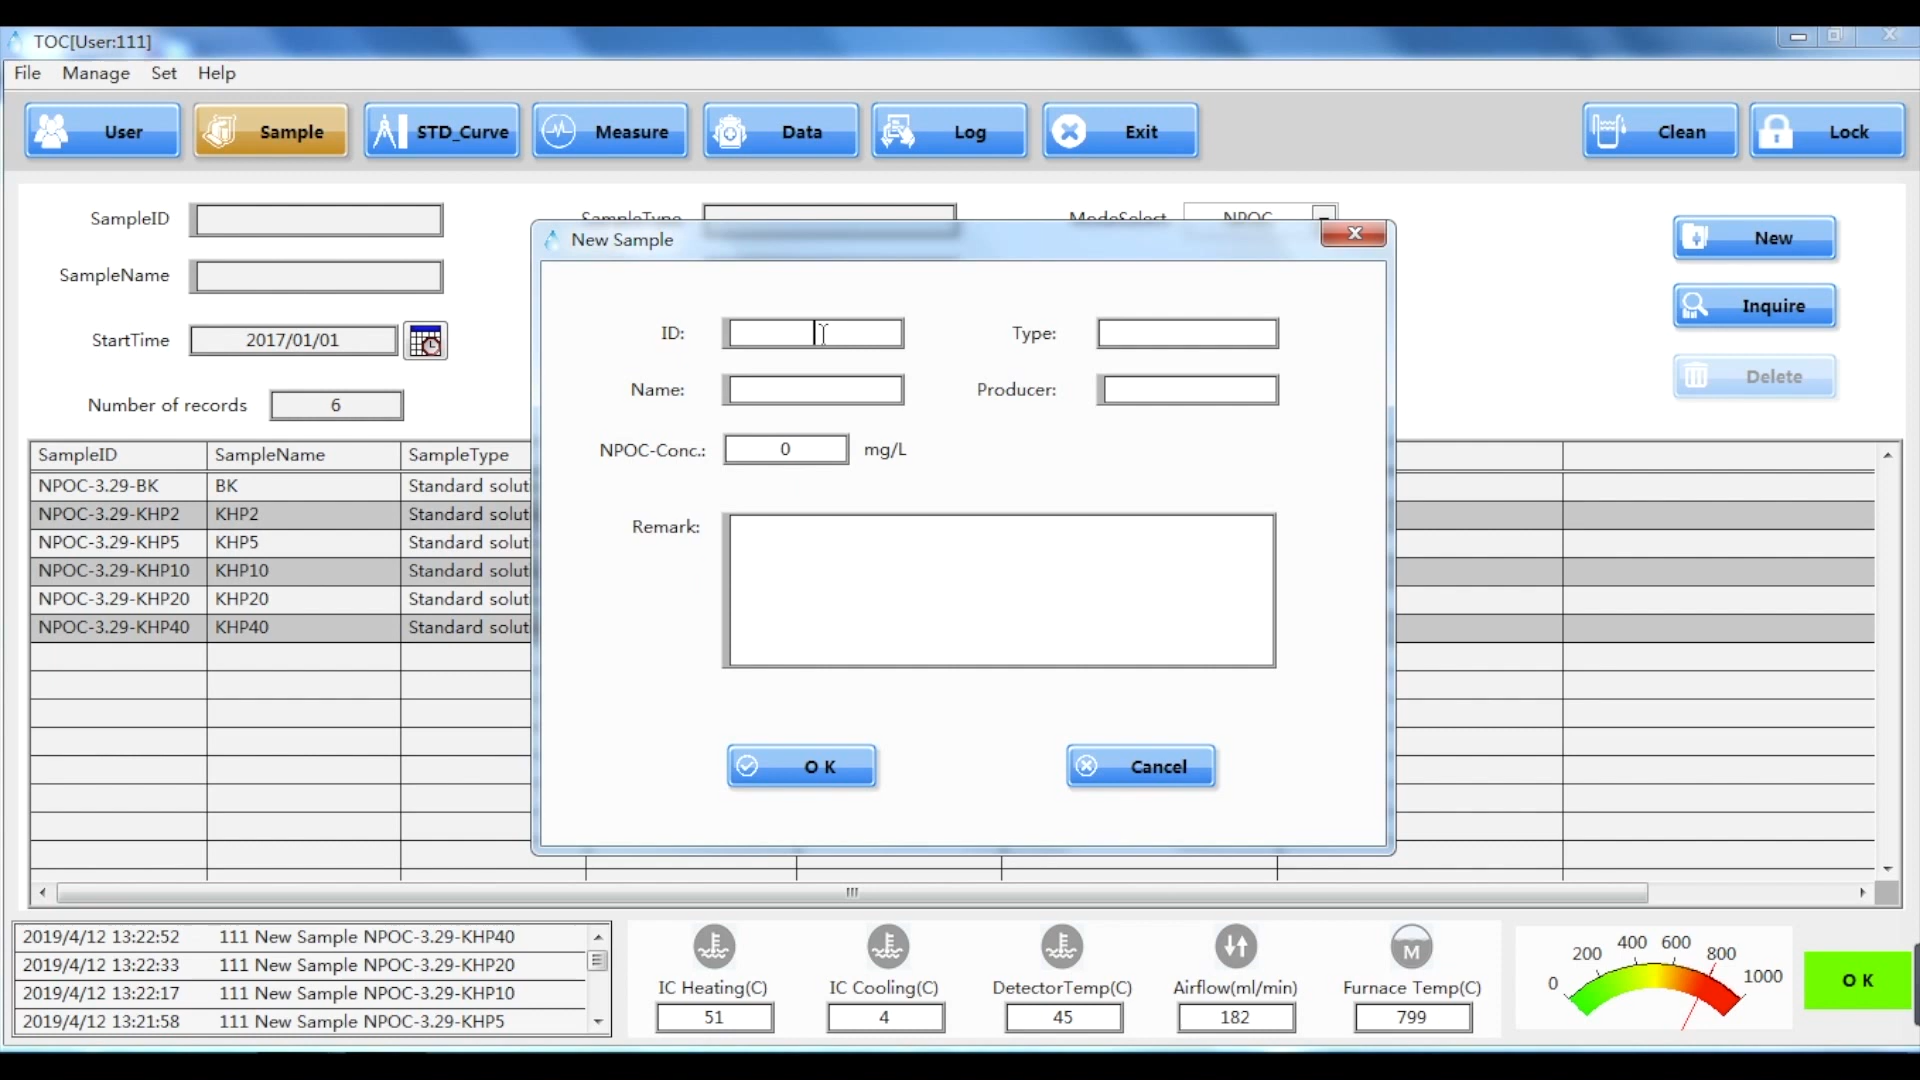 TOC[User:111]
File Manage Set Help
User Sample STD_Curve Measure Data Log Exit Clean Lock
SampleID SampleType ModeSelect NPOC
SampleName
StartTime 2017/01/01
Number of records 6
New
Inquire
Delete
New Sample
ID: Type:
Name: Producer:
NPOC-Conc.: 0 mg/L
Remark:
O K Cancel
SampleID SampleName SampleType
NPOC-3.29-BK BK Standard solut
NPOC-3.29-KHP2 KHP2 Standard solut
NPOC-3.29-KHP5 KHP5 Standard solut
NPOC-3.29-KHP10 KHP10 Standard solut
NPOC-3.29-KHP20 KHP20 Standard solut
NPOC-3.29-KHP40 KHP40 Standard solut
2019/4/12 13:22:52 111 New Sample NPOC-3.29-KHP40
2019/4/12 13:22:33 111 New Sample NPOC-3.29-KHP20
2019/4/12 13:22:17 111 New Sample NPOC-3.29-KHP10
2019/4/12 13:21:58 111 New Sample NPOC-3.29-KHP5
M
IC Heating(C) IC Cooling(C) DetectorTemp(C) Airflow(ml/min) Furnace Temp(C)
51 4 45 182 799
0 200 400 600 800 1000
O K